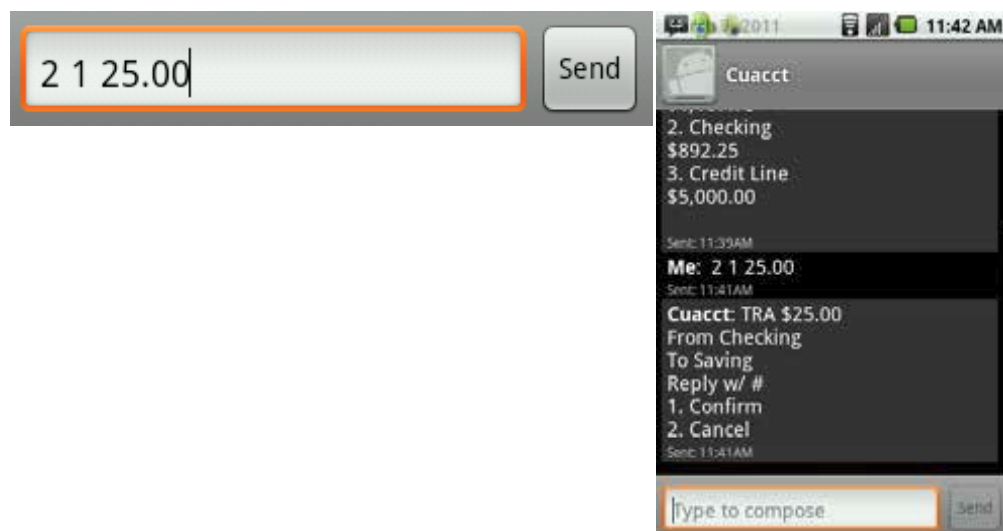 2 1 25.00
Send
2011
11:42 AM
Cuacct
2. Checking
$892.25
3. Credit Line
$5,000.00
Sent: 11:39AM
Me: 2 1 25.00
Sent: 11:41AM
Cuacct: TRA $25.00
From Checking
To Saving
Reply w/ #
1. Confirm
2. Cancel
Sent: 11:41AM
Type to compose
Send